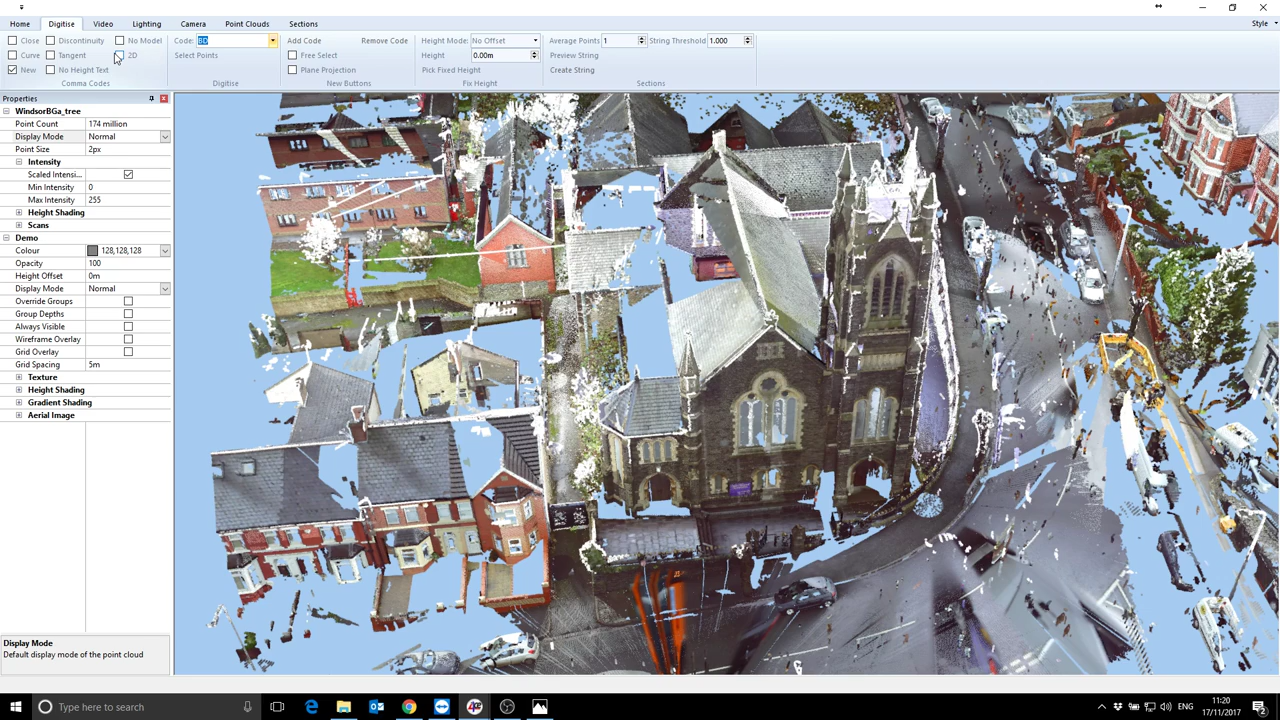 Home Digitise Video Lighting Camera Point Clouds Sections Style
Close Discontinuity No Model Code: BD Add Code Remove Code Height Mode: No Offset Average Points 1 String Threshold 1.000
Curve Tangent 2D Select Points Free Select Height 0.00m Preview String
New No Height Text Plane Projection Pick Fixed Height Create String
Comma Codes Digitise New Buttons Fix Height Sections
Properties
WindsorBGa_tree
Point Count 174 million
Display Mode Normal
Point Size 2px
Intensity
Scaled Intensi...
Min Intensity 0
Max Intensity 255
Height Shading
Scans
Demo
Colour 128,128,128
Opacity 100
Height Offset 0m
Display Mode Normal
Override Groups
Group Depths
Always Visible
Wireframe Overlay
Grid Overlay
Grid Spacing 5m
Texture
Height Shading
Gradient Shading
Aerial Image
Display Mode
Default display mode of the point cloud
Type here to search
ENG
11:20
17/11/2017
2